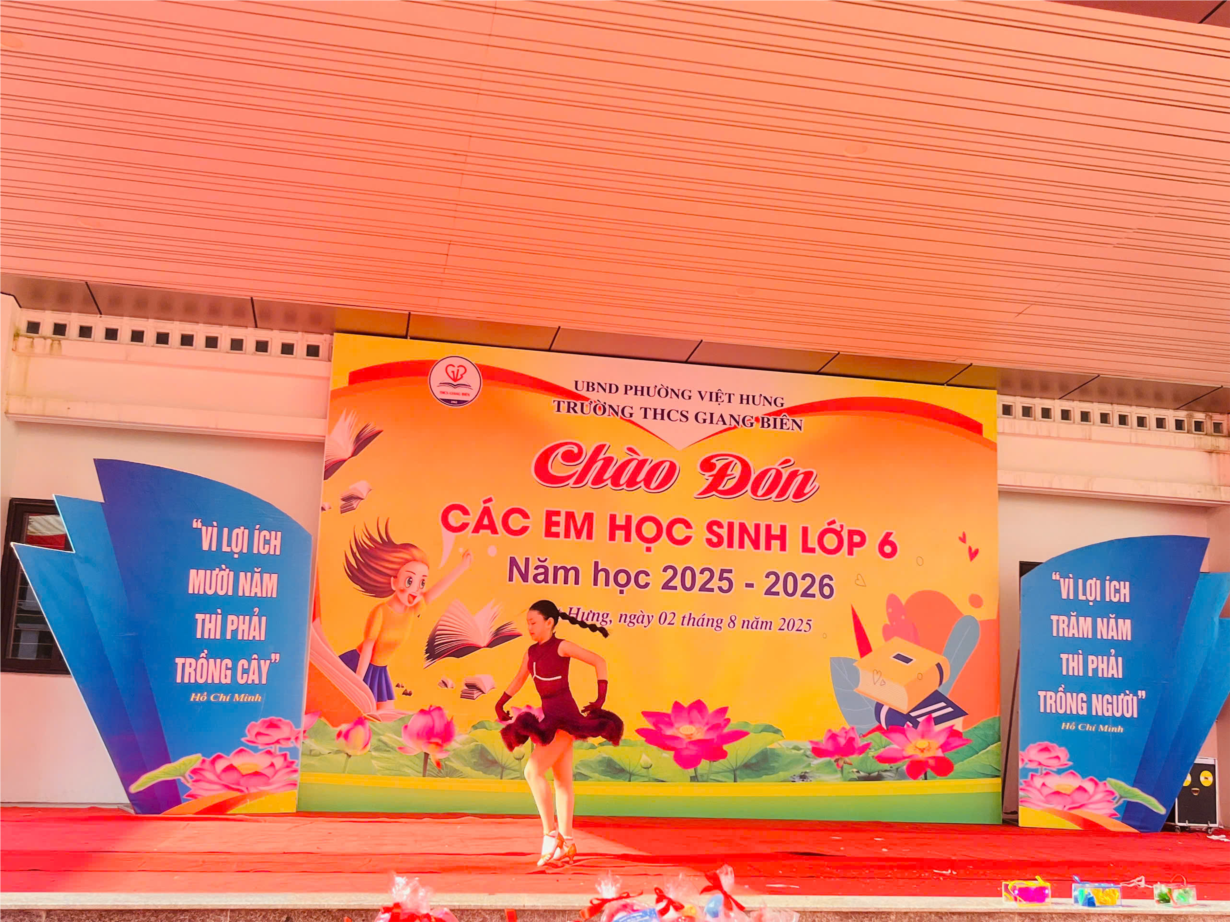 UBND PHƯỜNG VIỆT HƯNG
TRƯỜNG THCS GIANG BIÊN
Chào Đón
CÁC EM HỌC SINH LỚP 6
Năm học 2025 - 2026
Hưng, ngày 02 tháng 8 năm 2025
“VÌ LỢI ÍCH
MƯỜI NĂM
THÌ PHẢI
TRỒNG CÂY”
Hồ Chí Minh
“VÌ LỢI ÍCH
TRĂM NĂM
THÌ PHẢI
TRỒNG NGƯỜI”
Hồ Chí Minh